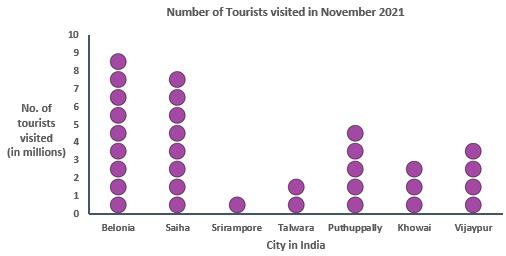 Number of Tourists visited in November 2021
10
9
8
7
6
5
4
3
2
1
0
No. of
tourists
visited
(in millions)
Belonia Saiha Srirampore Talwara Puthuppally Khowai Vijaypur
City in India